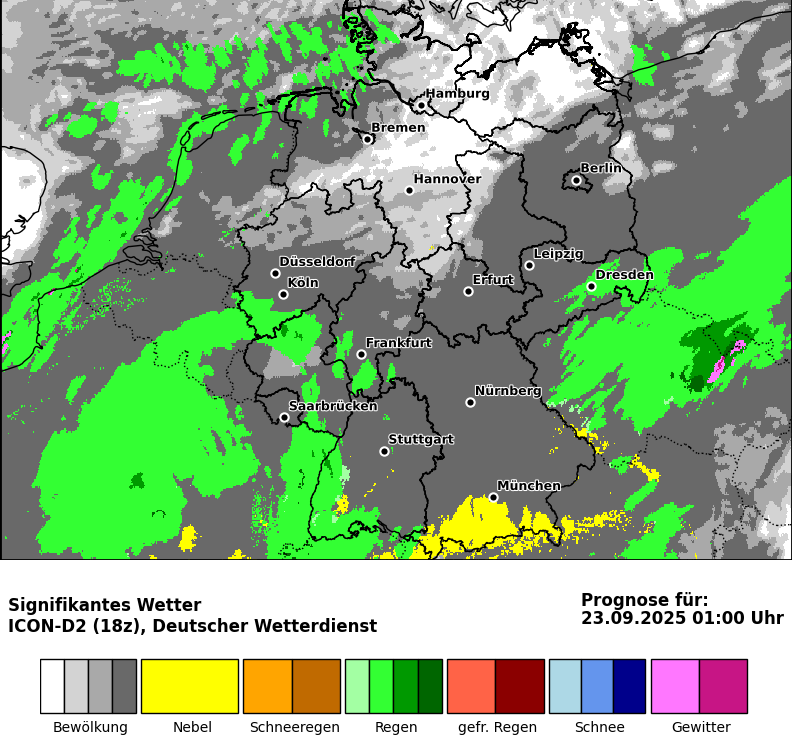 Hamburg
Bremen
Berlin
Hannover
Düsseldorf
Leipzig
Köln
Erfurt
Dresden
Frankfurt
Nürnberg
Saarbrücken
Stuttgart
München
Signifikantes Wetter
ICON-D2 (18z), Deutscher Wetterdienst
Prognose für:
23.09.2025 01:00 Uhr
Bewölkung
Nebel
Schneeregen
Regen
gefr. Regen
Schnee
Gewitter